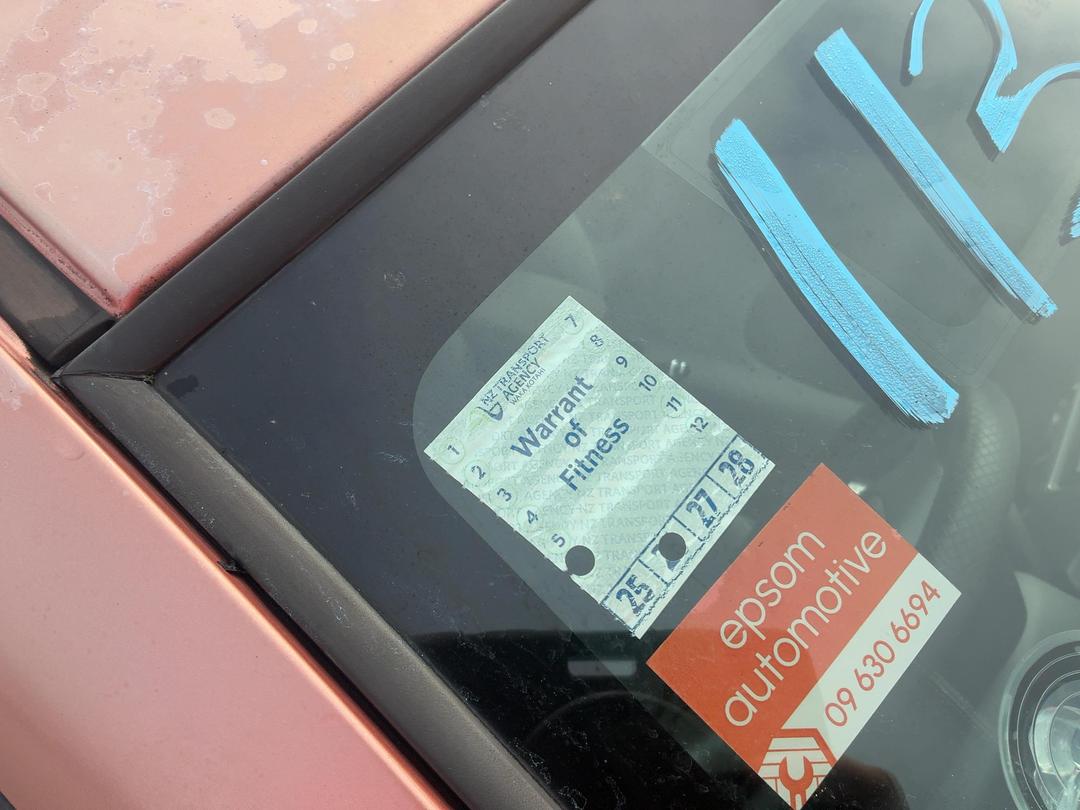 NZ TRANSPORT
AGENCY
WAKA KOTAHI
Warrant
of
Fitness
1
2
3
4
5
7
8
9
10
11
12
25
27
28
epsom
automotive
09 630 6694